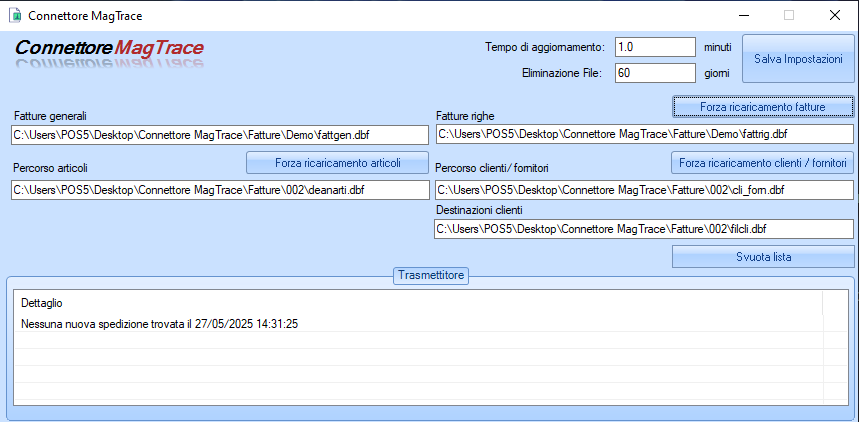 Connettore MagTrace
Connettore MagTrace
Tempo di aggiornamento: 1.0 minuti
Salva Impostazioni
Eliminazione File: 60 giorni
Forza ricaricamento fatture
Fatture generali
Fatture righe
C:\Users\POS5\Desktop\Connettore MagTrace\Fatture\Demo\fattgen.dbf
C:\Users\POS5\Desktop\Connettore MagTrace\Fatture\Demo\fattrig.dbf
Percorso articoli
Forza ricaricamento articoli
Percorso clienti/fornitori
Forza ricaricamento clienti / fornitori
C:\Users\POS5\Desktop\Connettore MagTrace\Fatture\002\deanarti.dbf
C:\Users\POS5\Desktop\Connettore MagTrace\Fatture\002\cli_forn.dbf
Destinazioni clienti
C:\Users\POS5\Desktop\Connettore MagTrace\Fatture\002\filcli.dbf
Svuota lista
Trasmettitore
Dettaglio
Nessuna nuova spedizione trovata il 27/05/2025 14:31:25